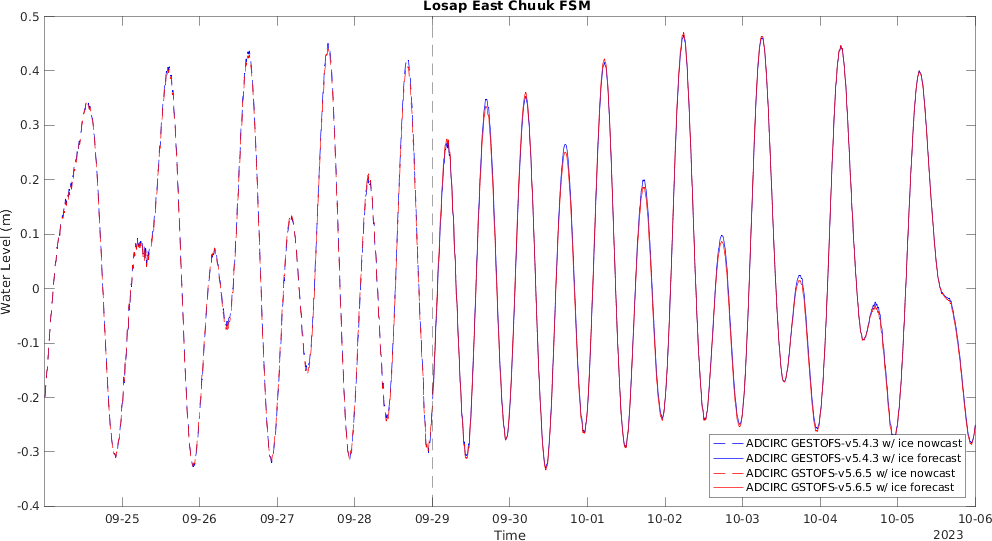 Losap East Chuuk FSM
0.5
0.4
0.3
0.2
0.1
0
-0.1
-0.2
-0.3
-0.4
Water Level (m)
09-25 09-26 09-27 09-28 09-29 09-30 10-01 10-02 10-03 10-04 10-05 10-06
Time
2023
ADCIRC GESTOFS-v5.4.3 w/ ice nowcast
ADCIRC GESTOFS-v5.4.3 w/ ice forecast
ADCIRC GSTOFS-v5.6.5 w/ ice nowcast
ADCIRC GSTOFS-v5.6.5 w/ ice forecast